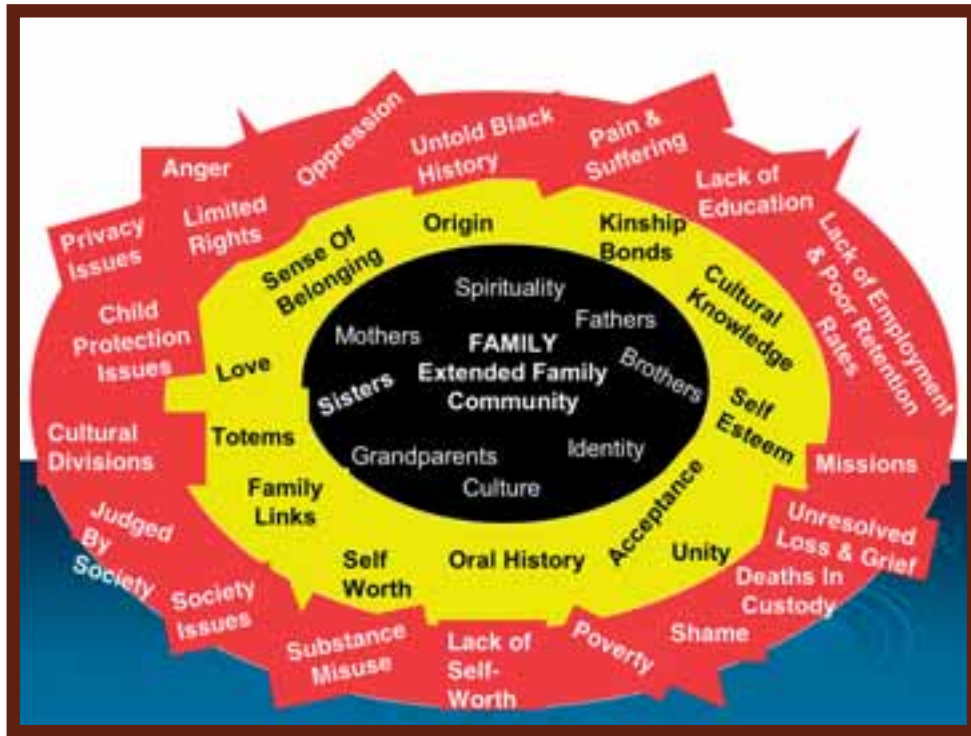 Oppression
Untold Black
History
Pain &
Suffering
Anger
Limited
Rights
Lack of
Education
Privacy
Issues
Lack of Employment
& Poor Retention
Rates
Child
Protection
Issues
Cultural
Divisions
Missions
Judged
By
Society
Unresolved
Loss & Grief
Society
Issues
Deaths In
Custody
Substance
Misuse
Lack of
Self-
Worth
Poverty
Shame
Sense Of
Belonging
Origin
Kinship
Bonds
Cultural
Knowledge
Love
Self
Esteem
Totems
Family
Links
Acceptance
Self
Worth
Oral History
Unity
Spirituality
Mothers
Fathers
FAMILY
Extended Family
Community
Brothers
Sisters
Grandparents
Identity
Culture